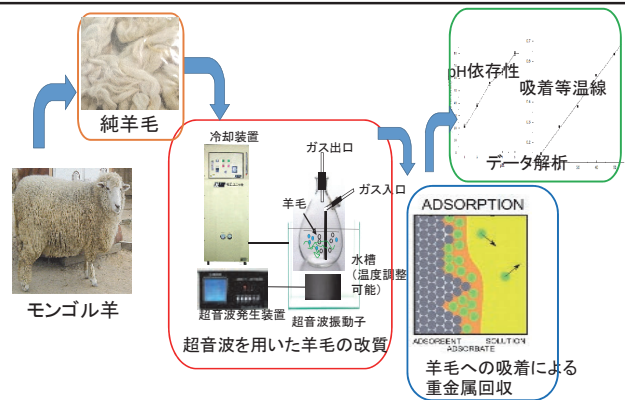 純羊毛
モンゴル羊
冷却装置
ガス出口
ガス入口
羊毛
水槽
(温度調整
可能)
超音波発生装置
超音波振動子
超音波を用いた羊毛の改質
pH依存性
吸着等温線
データ解析
ADSORPTION
ADSORBENT
SOLUTION
ADSORBATE
羊毛への吸着による
重金属回収